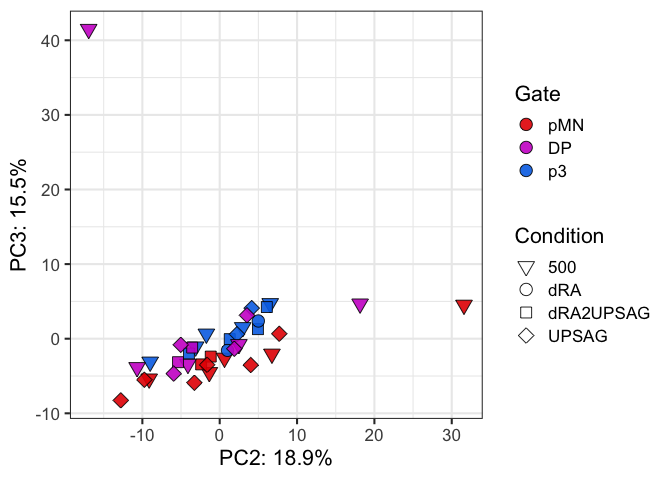 40
30
20
10
0
-10
-10
0
10
20
30
PC2: 18.9%
PC3: 15.5%
Gate
pMN
DP
p3
Condition
500
dRA
dRA2UPSAG
UPSAG